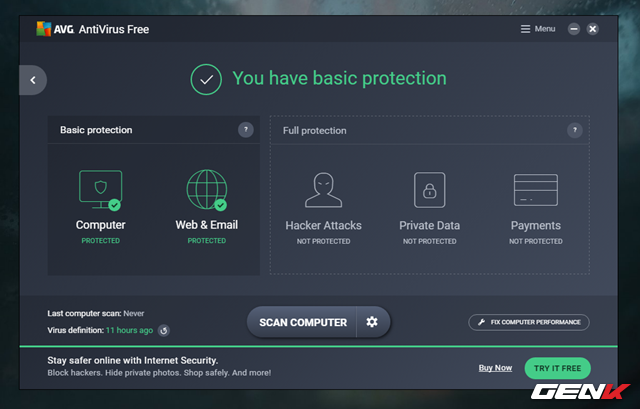 AVG AntiVirus Free
Menu
You have basic protection
Basic protection
?
Full protection
?
Computer
PROTECTED
Web & Email
PROTECTED
Hacker Attacks
NOT PROTECTED
Private Data
NOT PROTECTED
Payments
NOT PROTECTED
Last computer scan: Never
Virus definition: 11 hours ago
SCAN COMPUTER
FIX COMPUTER PERFORMANCE
Stay safer online with Internet Security.
Block hackers. Hide private photos. Shop safely. And more!
Buy Now
TRY IT FREE
GENK